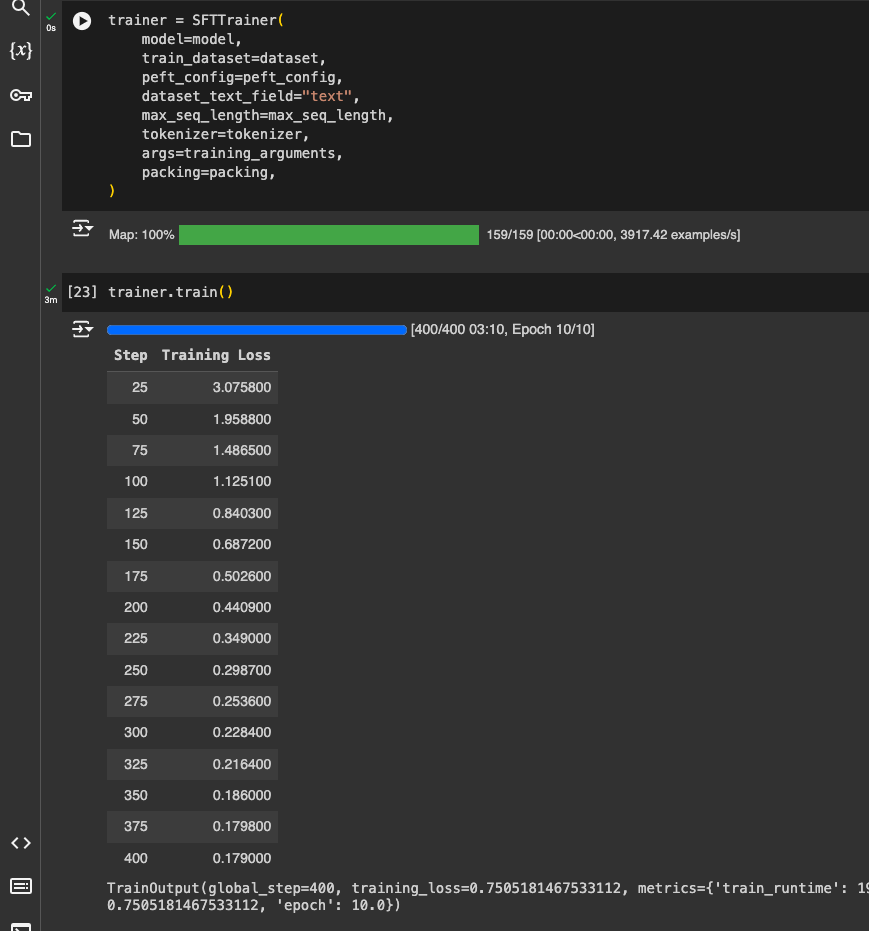 0s
trainer = SFTTrainer(
model=model,
train_dataset=dataset,
peft_config=peft_config,
dataset_text_field="text",
max_seq_length=max_seq_length,
tokenizer=tokenizer,
args=training_arguments,
packing=packing,
)
{x}
Map: 100% 159/159 [00:00<00:00, 3917.42 examples/s]
3m
[23] trainer.train()
[400/400 03:10, Epoch 10/10]
Step Training Loss
25 3.075800
50 1.958800
75 1.486500
100 1.125100
125 0.840300
150 0.687200
175 0.502600
200 0.440900
225 0.349000
250 0.298700
275 0.253600
300 0.228400
325 0.216400
350 0.186000
375 0.179800
400 0.179000
TrainOutput(global_step=400, training_loss=0.7505181467533112, metrics={'train_runtime': 19
0.7505181467533112, 'epoch': 10.0})